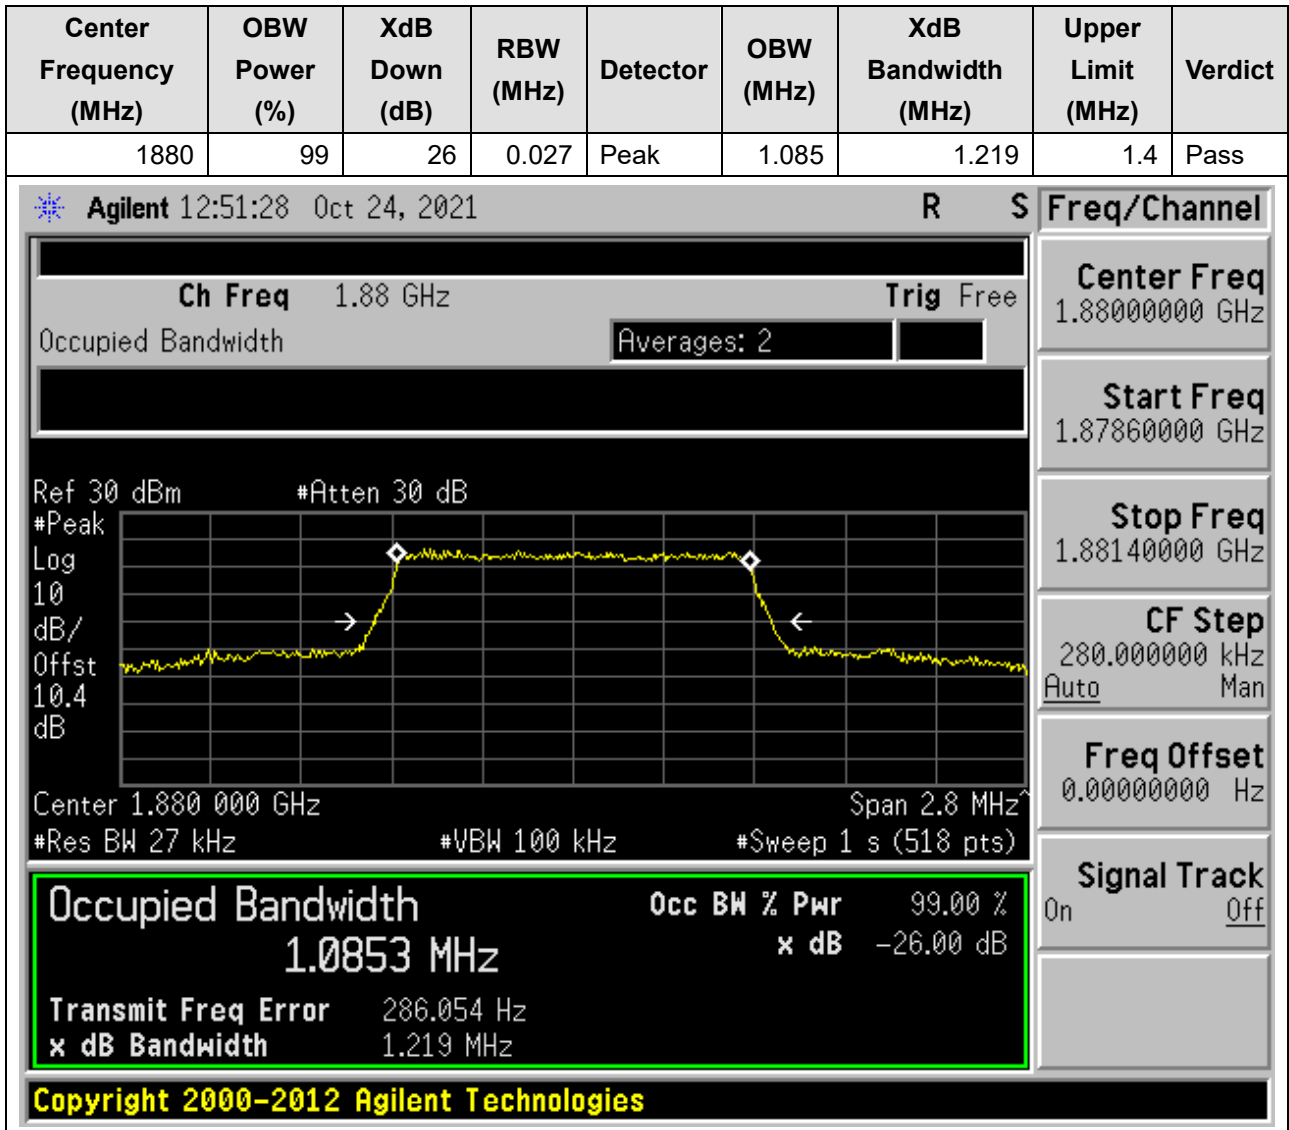 Center Frequency (MHz) OBW Power (%) XdB Down (dB) RBW (MHz) Detector OBW (MHz) XdB Bandwidth (MHz) Upper Limit (MHz) Verdict
1880 99 26 0.027 Peak 1.085 1.219 1.4 Pass
Agilent 12:51:28 Oct 24, 2021 R S Freq/Channel
Ch Freq 1.88 GHz Trig Free
Occupied Bandwidth Averages: 2
Center Freq
1.88000000 GHz
Start Freq
1.87860000 GHz
Stop Freq
1.88140000 GHz
CF Step
280.000000 kHz
Auto Man
Freq Offset
0.00000000 Hz
Signal Track
On Off
Ref 30 dBm #Atten 30 dB
#Peak
Log
10
dB/
Offst
10.4
dB
Center 1.880 000 GHz Span 2.8 MHz^
#Res BW 27 kHz #VBW 100 kHz #Sweep 1 s (518 pts)
Occupied Bandwidth Occ BW % Pwr 99.00 %
1.0853 MHz x dB -26.00 dB
Transmit Freq Error 286.054 Hz
x dB Bandwidth 1.219 MHz
Copyright 2000-2012 Agilent Technologies